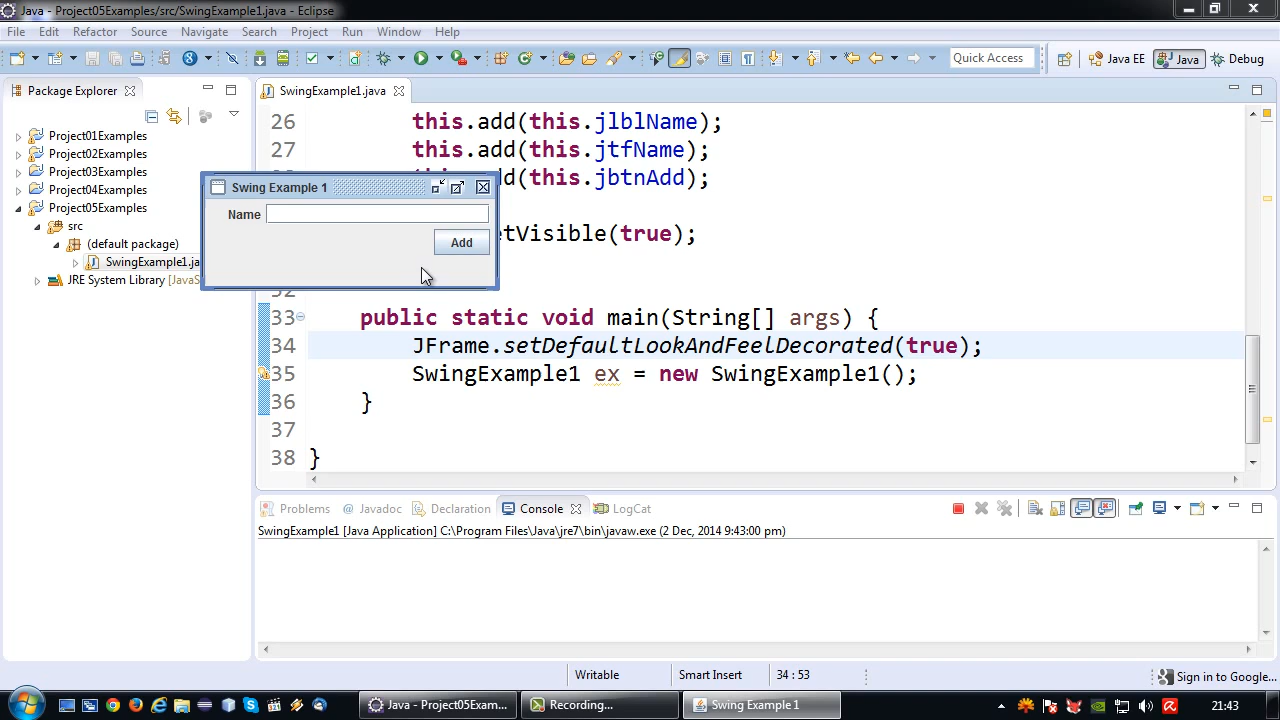 Java - Project05Examples/src/SwingExample1.java - Eclipse
File Edit Refactor Source Navigate Search Project Run Window Help
Quick Access Java EE Java Debug
Package Explorer SwingExample1.java
Project01Examples
Project02Examples
Project03Examples
Project04Examples
Project05Examples
src
(default package)
SwingExample1.ja
JRE System Library [JavaS
26 this.add(this.jlblName);
27 this.add(this.jtfName);
dd(this.jbtnAdd);
Swing Example 1
Name
Add
etVisible(true);
33 public static void main(String[] args) {
34 JFrame.setDefaultLookAndFeelDecorated(true);
35 SwingExample1 ex = new SwingExample1();
36 }
37
38 }
Problems @ Javadoc Declaration Console LogCat
SwingExample1 [Java Application] C:\Program Files\Java\jre7\bin\javaw.exe (2 Dec, 2014 9:43:00 pm)
Writable Smart Insert 34 : 53 Sign in to Google...
Java - Project05Exam... Recording... Swing Example 1 21:43